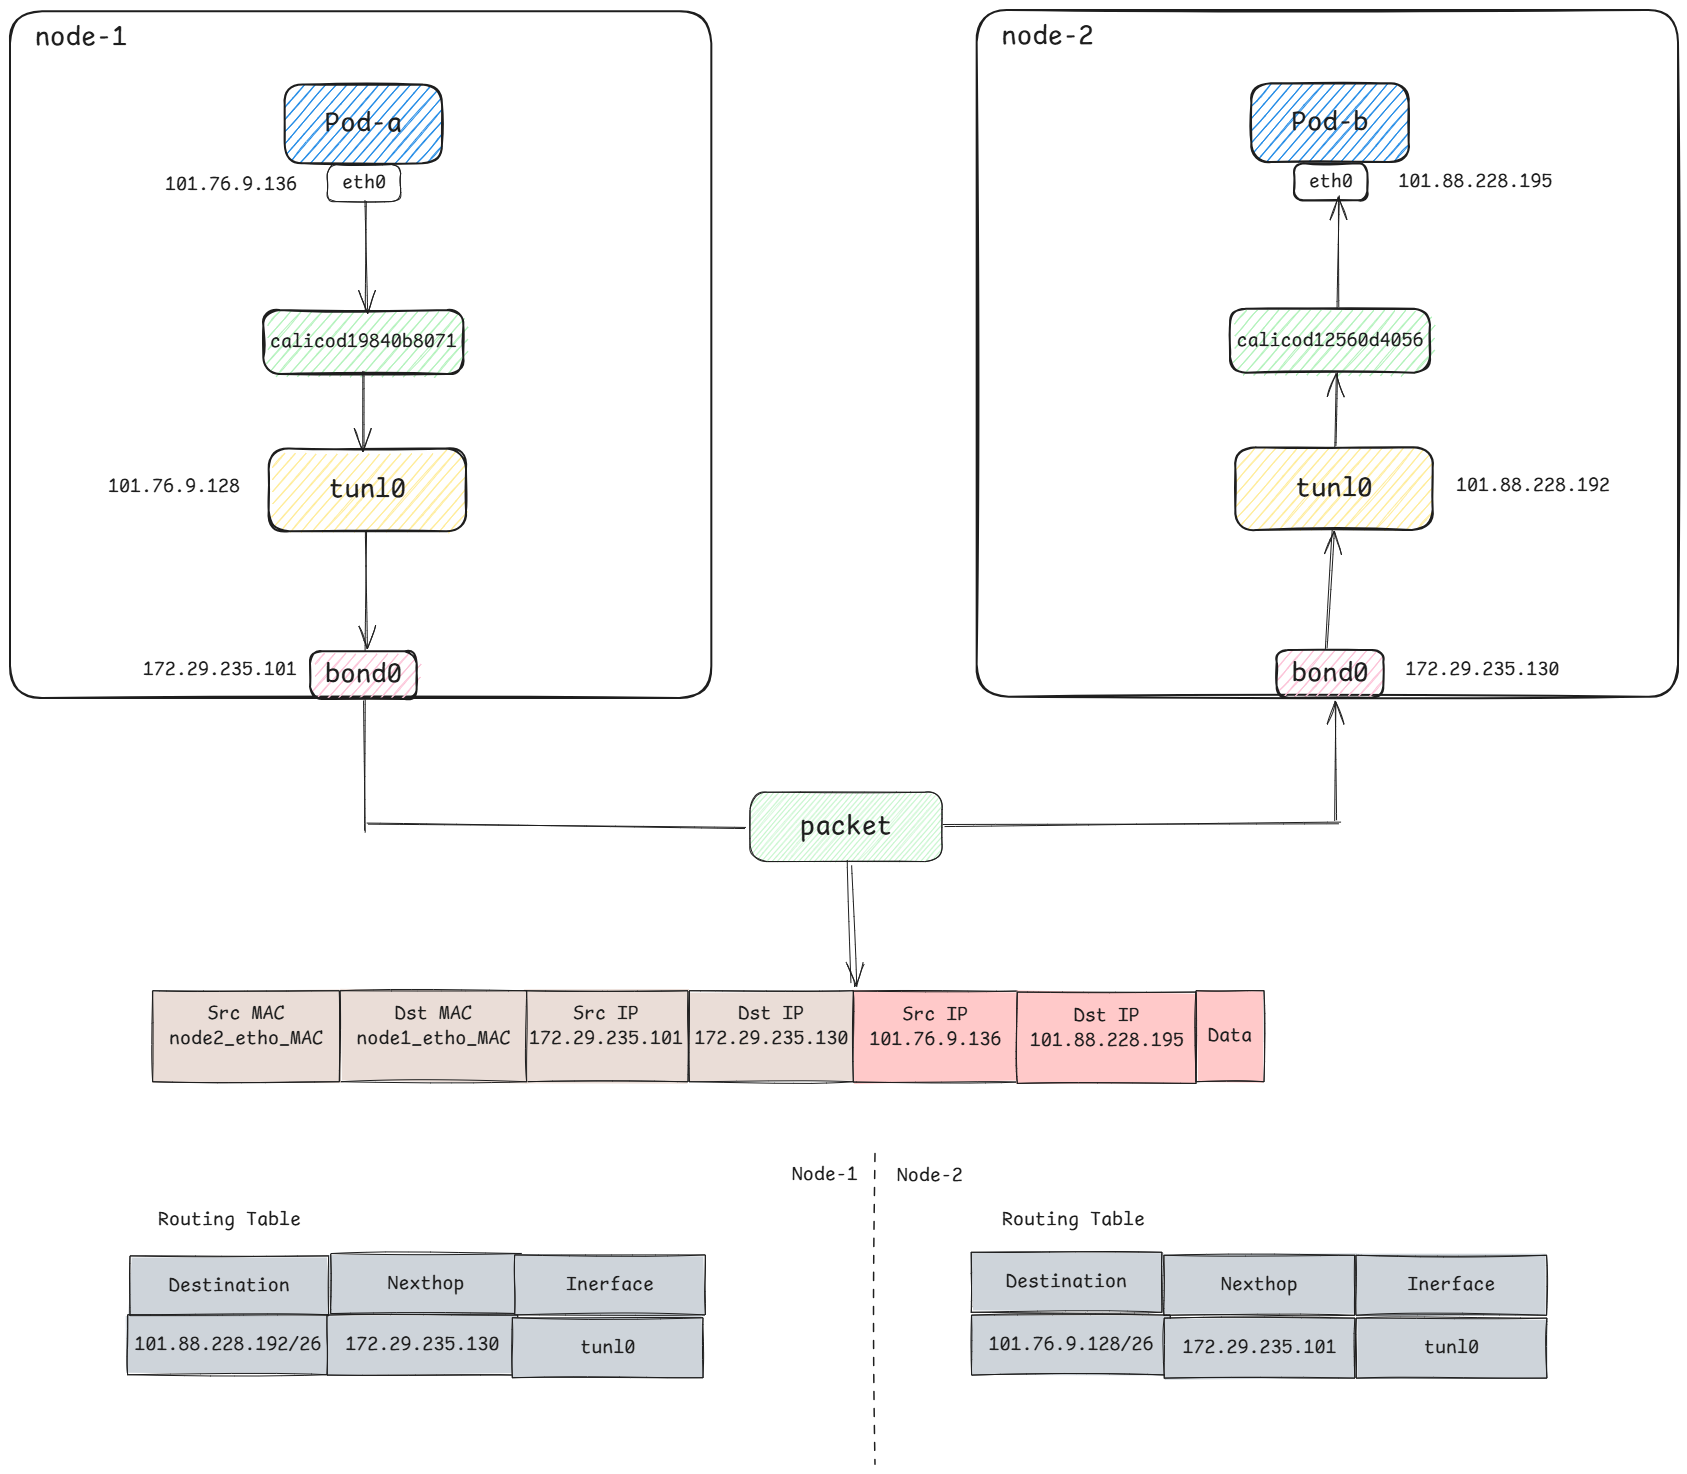 node-1
Pod-a
101.76.9.136
eth0
calicod19840b8071
101.76.9.128
tunl0
172.29.235.101
bond0
node-2
Pod-b
eth0
101.88.228.195
calicod12560d4056
tunl0
101.88.228.192
bond0
172.29.235.130
packet
Src MAC
node2_etho_MAC
Dst MAC
node1_etho_MAC
Src IP
172.29.235.101
Dst IP
172.29.235.130
Src IP
101.76.9.136
Dst IP
101.88.228.195
Data
Node-1
Node-2
Routing Table
Destination Nexthop Inerface
101.88.228.192/26 172.29.235.130 tunl0
Routing Table
Destination Nexthop Inerface
101.76.9.128/26 172.29.235.101 tunl0